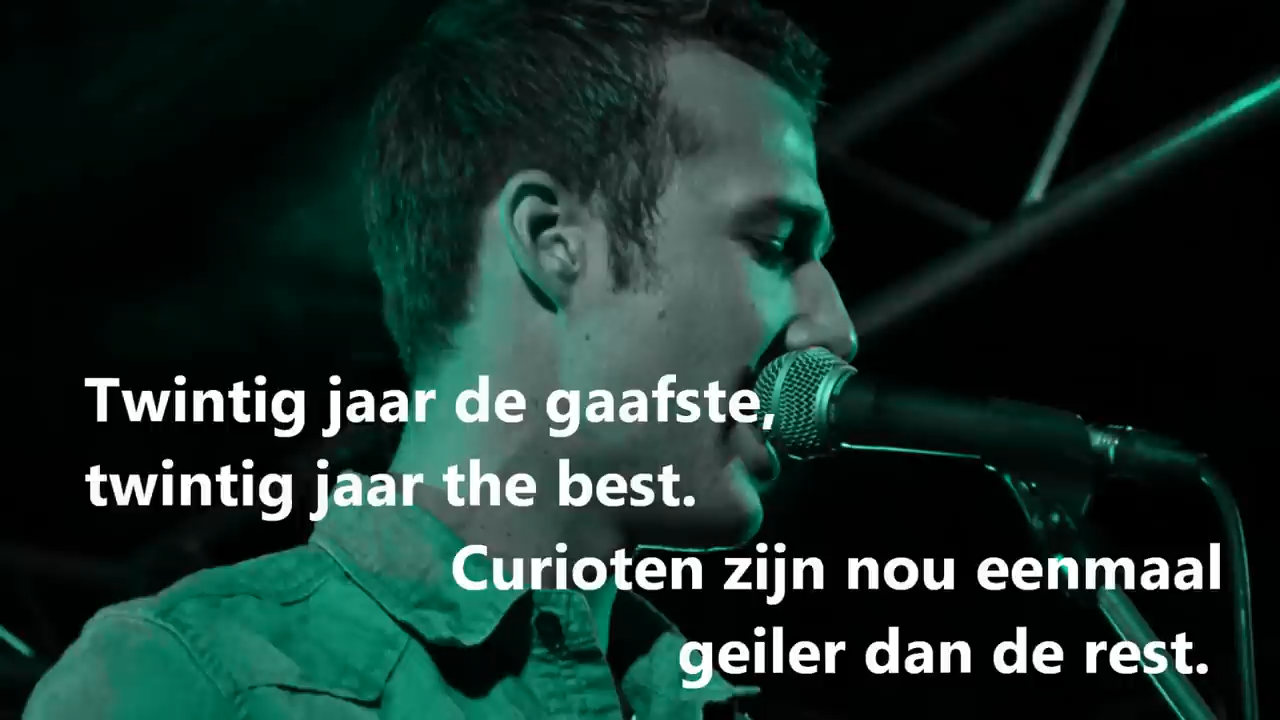 Twintig jaar de gaafste,
twintig jaar the best.
Curioten zijn nou eenmaal
geiler dan de rest.